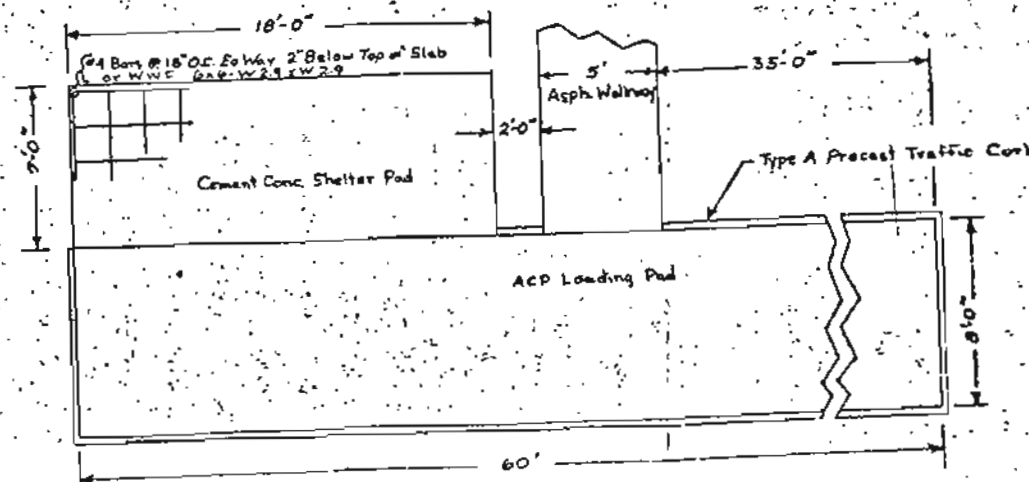 18'-0"
#4 Bars @ 18" O.C. Ea Way 2" Below Top of Slab
or WWF 6x6-W2.9xW2.9
5'
Asph. Walkway
35'-0"
2'-0"
9'-0"
Cement Conc. Shelter Pad
Type A Precast Traffic Curb
ACP Loading Pad
8'-0"
60'